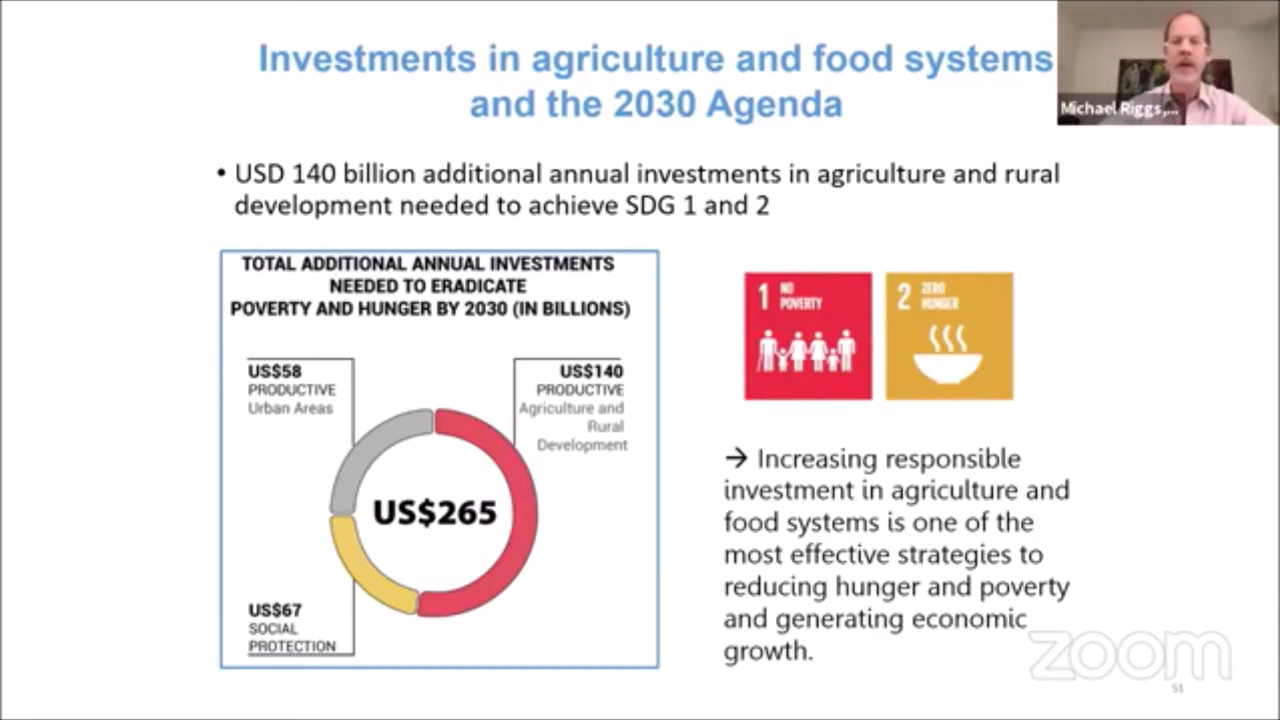 Investments in agriculture and food systems
and the 2030 Agenda
Michael Riggs,...
• USD 140 billion additional annual investments in agriculture and rural
development needed to achieve SDG 1 and 2
TOTAL ADDITIONAL ANNUAL INVESTMENTS
NEEDED TO ERADICATE
POVERTY AND HUNGER BY 2030 (IN BILLIONS)
US$58
PRODUCTIVE
Urban Areas
US$140
PRODUCTIVE
Agriculture and
Rural
Development
US$265
US$67
SOCIAL
PROTECTION
1 NO
POVERTY
2 ZERO
HUNGER
→ Increasing responsible
investment in agriculture and
food systems is one of the
most effective strategies to
reducing hunger and poverty
and generating economic
growth.
zoom
51